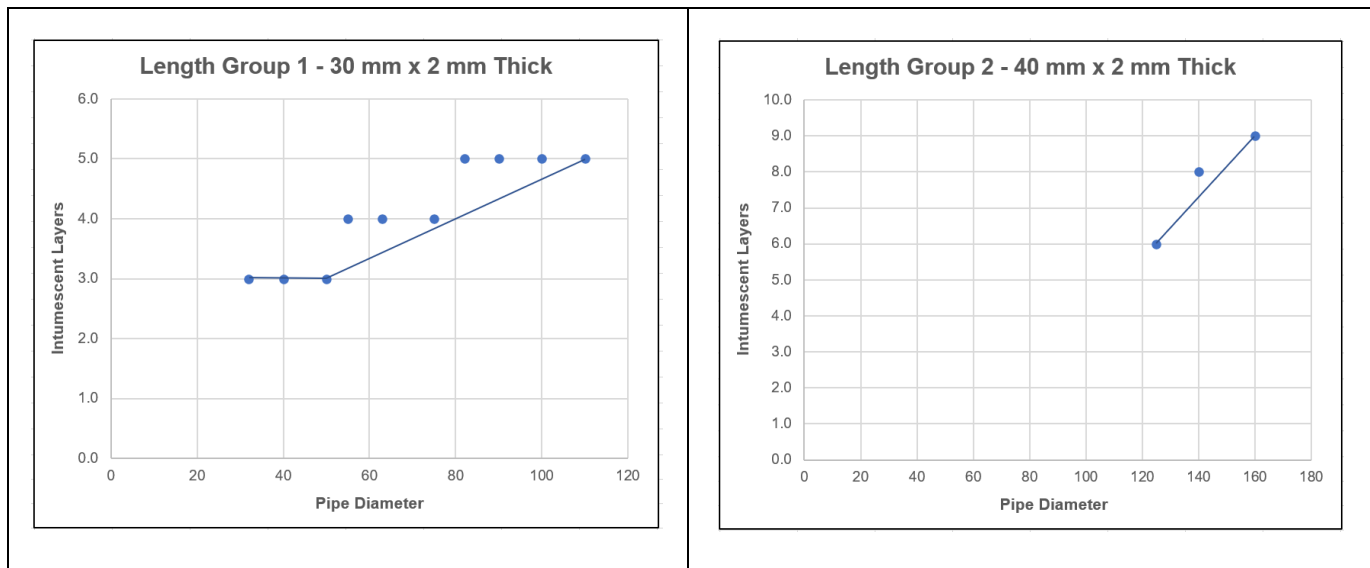 Length Group 1 - 30 mm x 2 mm Thick
6.0
5.0
4.0
3.0
2.0
1.0
0.0
0 20 40 60 80 100 120
Intumescent Layers
Pipe Diameter
Length Group 2 - 40 mm x 2 mm Thick
10.0
9.0
8.0
7.0
6.0
5.0
4.0
3.0
2.0
1.0
0.0
0 20 40 60 80 100 120 140 160 180
Intumescent Layers
Pipe Diameter